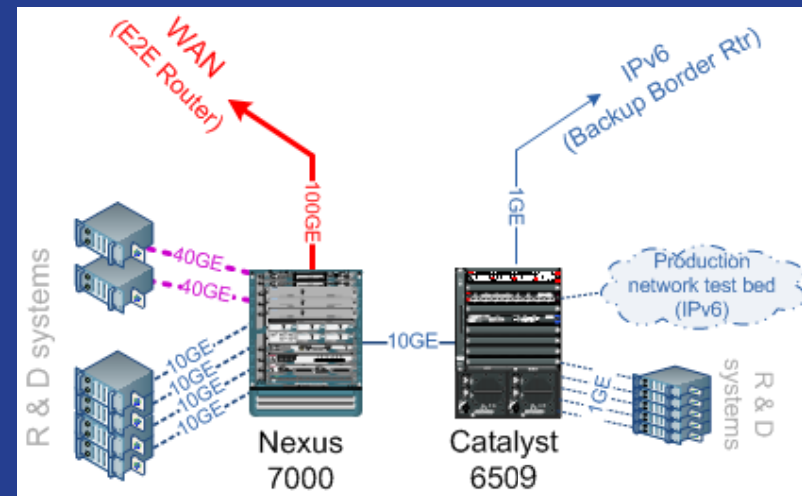 WAN
(E2E Router)
IPv6
(Backup Border Rtr)
100GE
1GE
R & D systems
40GE
40GE
10GE
10GE
10GE
10GE
10GE
Production
network test bed
(IPv6)
1GE
R & D
systems
Nexus
7000
Catalyst
6509